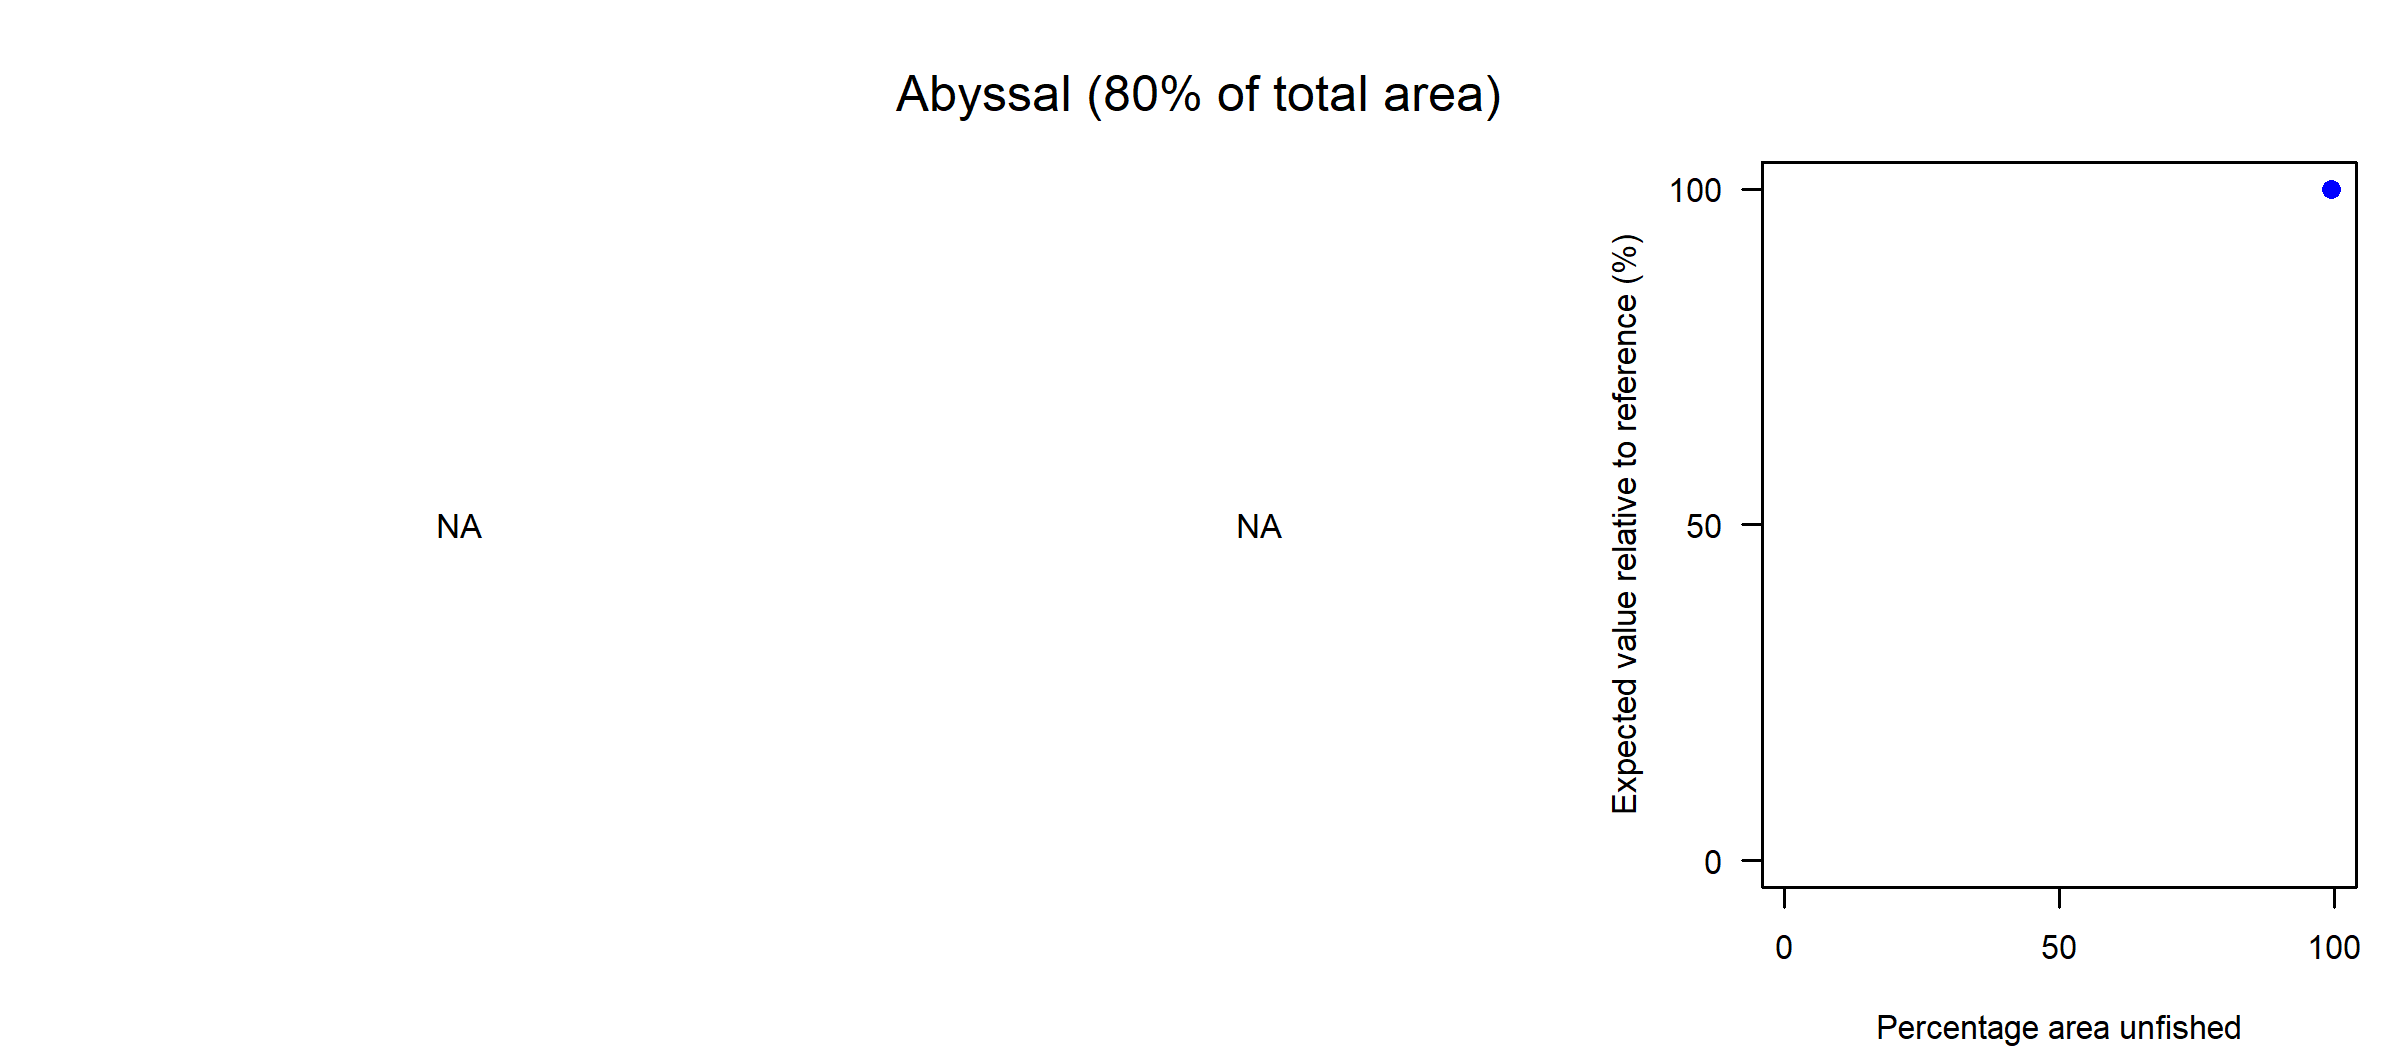 Abyssal (80% of total area)
NA
NA
Expected value relative to reference (%)
100
50
0
0 50 100
Percentage area unfished